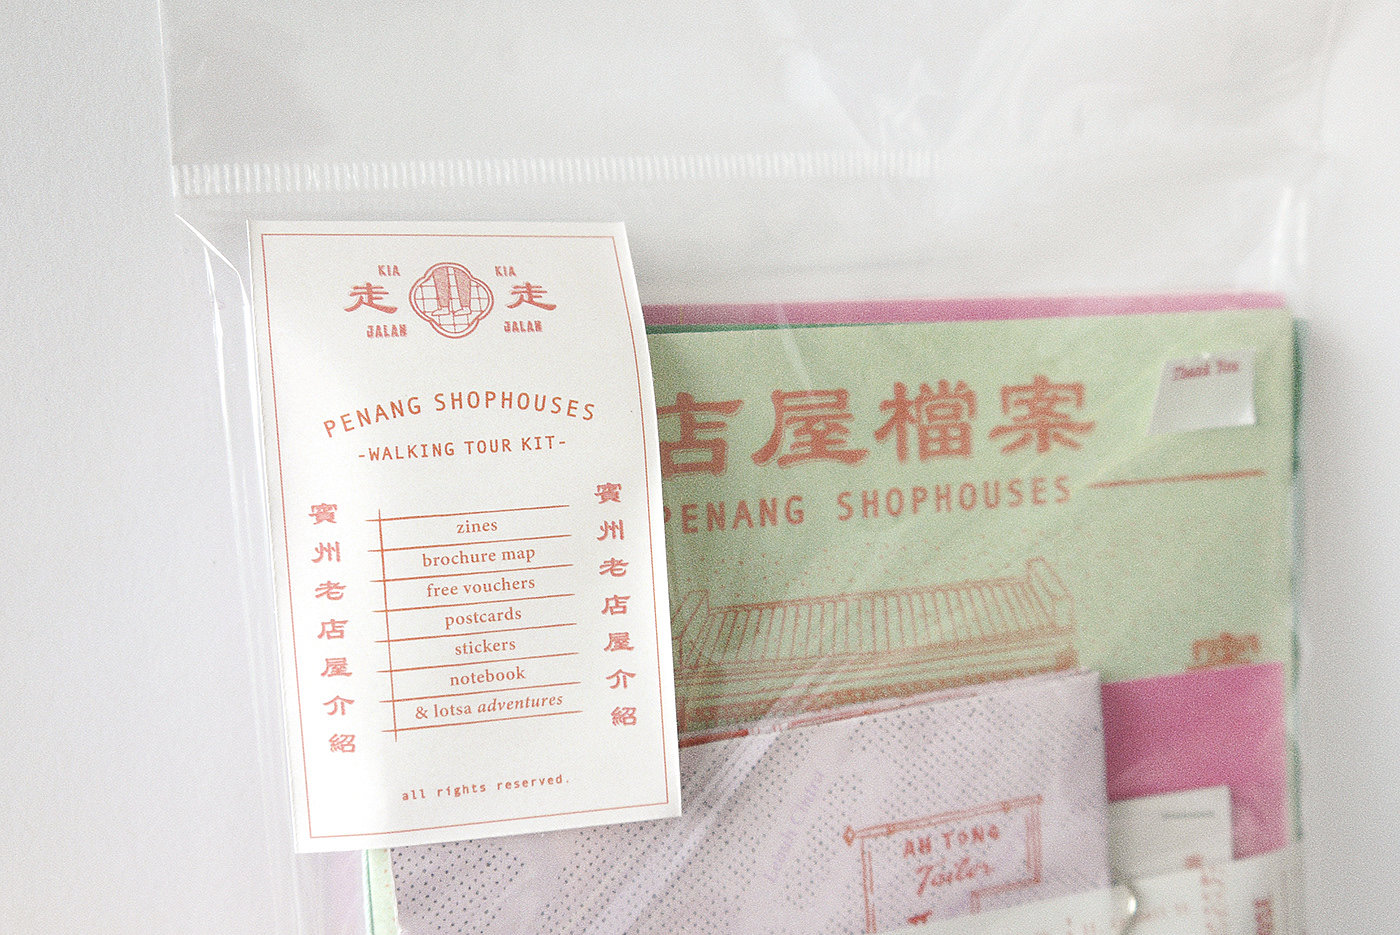 KIA KIA
走 走
JALAN JALAN
PENANG SHOPHOUSES
-WALKING TOUR KIT-
賓州老店屋介紹
zines
brochure map
free vouchers
postcards
stickers
notebook
& lotsa adventures
賓州老店屋介紹
all rights reserved.
店屋檔案
PENANG SHOPHOUSES
Thank You
AH TONG
Tailor